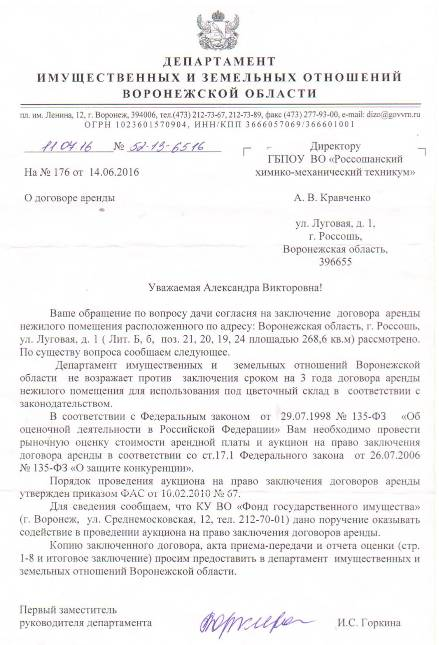 ДЕПАРТАМЕНТ
ИМУЩЕСТВЕННЫХ И ЗЕМЕЛЬНЫХ ОТНОШЕНИЙ
ВОРОНЕЖСКОЙ ОБЛАСТИ
пл. им. Ленина, 12, г. Воронеж, 394006, тел.(473) 212-73-67, 212-73-89, факс (473) 277-93-00, e-mail: dizo@govvrn.ru
ОГРН 1023601570904, ИНН/КПП 3666057069/366601001
11 07 16 № 52-13-6516
На № 176 от 14.06.2016
О договоре аренды
Директору
ГБПОУ ВО «Россошанский
химико-механический техникум»
А. В. Кравченко
ул. Луговая, д. 1,
г. Россошь,
Воронежская область,
396655
Уважаемая Александра Викторовна!
Ваше обращение по вопросу дачи согласия на заключение договора аренды
нежилого помещения расположенного по адресу: Воронежская область, г. Россошь,
ул. Луговая, д. 1 ( Лит. Б, б, поз. 21, 20, 19, 24 площадью 268,6 кв.м) рассмотрено.
По существу вопроса сообщаем следующее.
Департамент имущественных и земельных отношений Воронежской
области не возражает против заключения сроком на 3 года договора аренды
нежилого помещения для использования под цветочный склад в соответствии с
законодательством.
В соответствии с Федеральным законом от 29.07.1998 № 135-ФЗ «Об
оценочной деятельности в Российской Федерации» Вам необходимо провести
рыночную оценку стоимости арендной платы и аукцион на право заключения
договора аренды в соответствии со ст.17.1 Федерального закона от 26.07.2006
№ 135-ФЗ «О защите конкуренции».
Порядок проведения аукциона на право заключения договоров аренды
утвержден приказом ФАС от 10.02.2010 № 67.
Для сведения сообщаем, что КУ ВО «Фонд государственного имущества»
(г. Воронеж, ул. Среднемосковская, 12, тел. 212-70-01) дано поручение оказывать
содействие в проведении аукциона на право заключения договоров аренды.
Копию заключенного договора, акта приема-передачи и отчета оценки (стр.
1-8 и итоговое заключение) просим предоставить в департамент имущественных и
земельных отношений Воронежской области.
Первый заместитель
руководителя департамента
И.С. Горкина